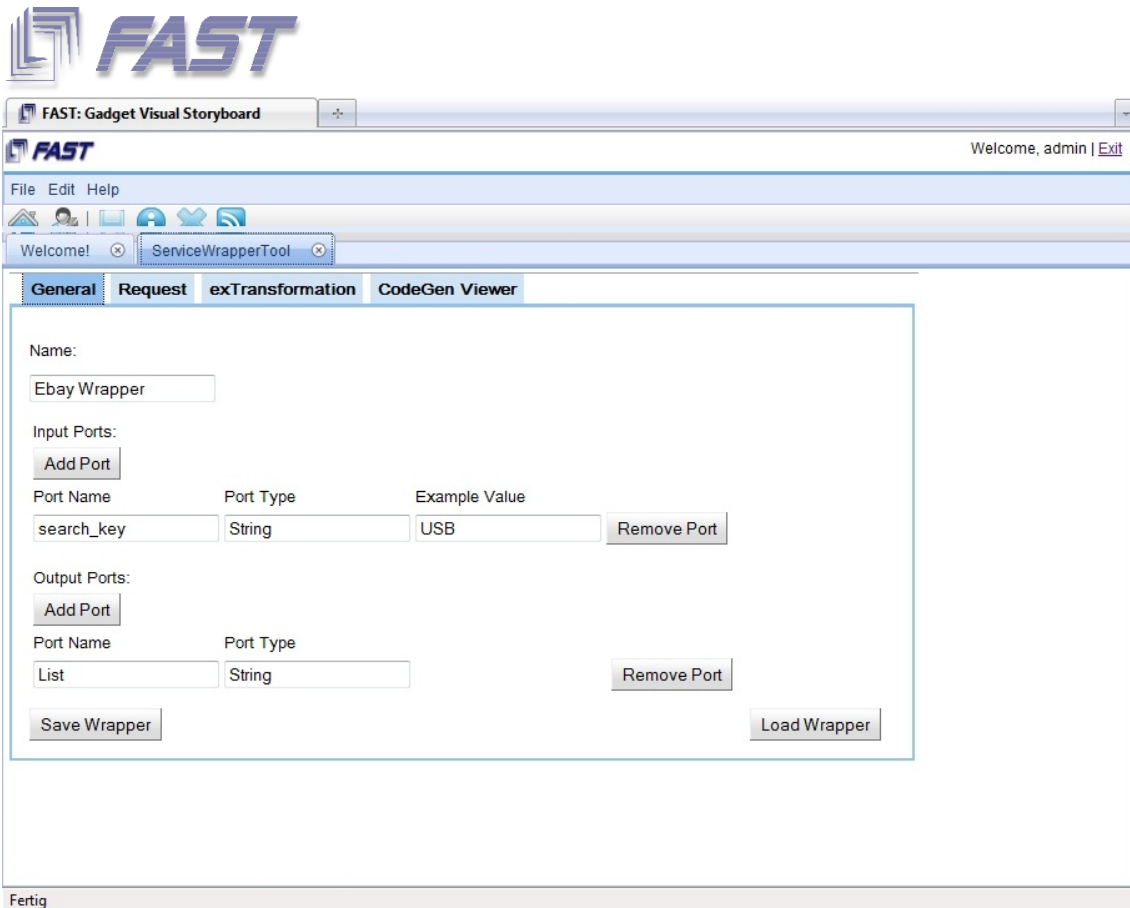 FAST
FAST: Gadget Visual Storyboard
FAST
Welcome, admin | Exit
File Edit Help
Welcome! ServiceWrapperTool
General Request exTransformation CodeGen Viewer
Name:
Ebay Wrapper
Input Ports:
Add Port
Port Name Port Type Example Value
search_key String USB Remove Port
Output Ports:
Add Port
Port Name Port Type
List String Remove Port
Save Wrapper Load Wrapper
Fertig